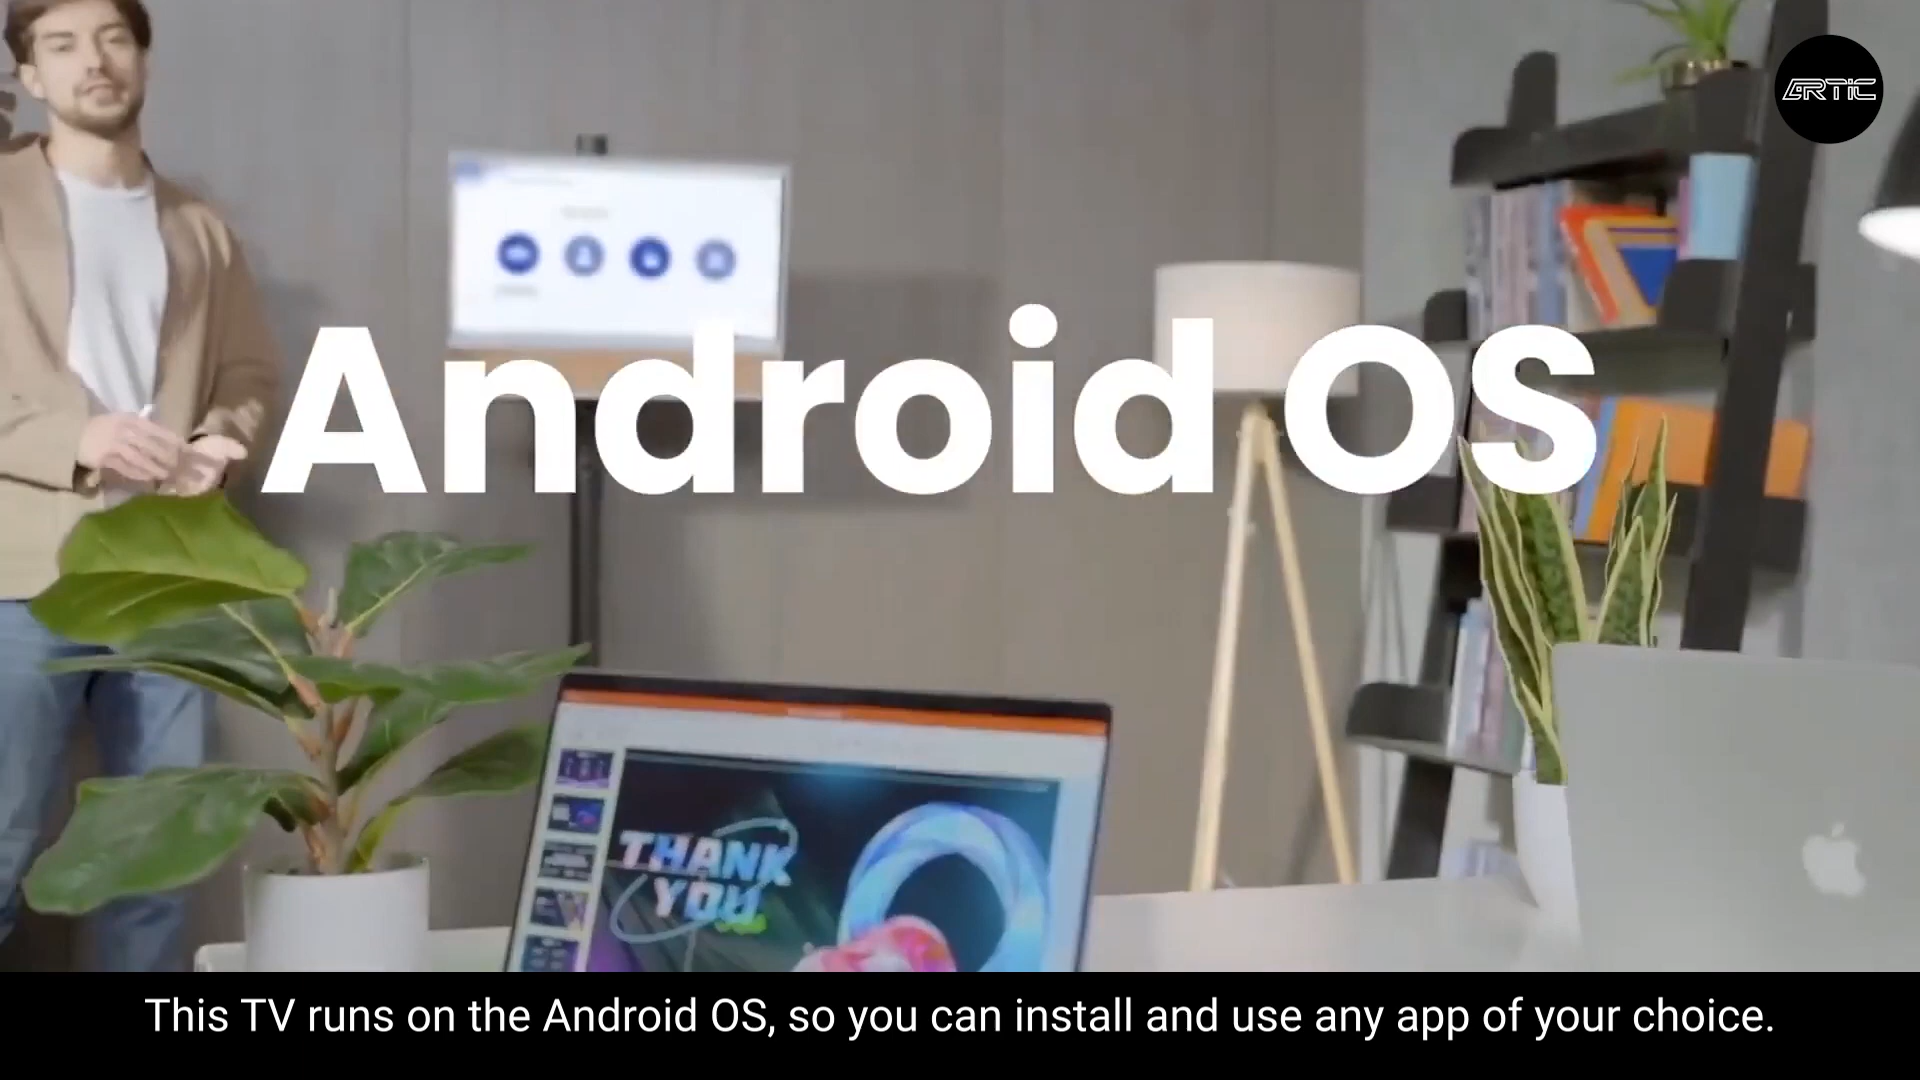 ARTIC
Android OS
THANK
YOU
This TV runs on the Android OS, so you can install and use any app of your choice.